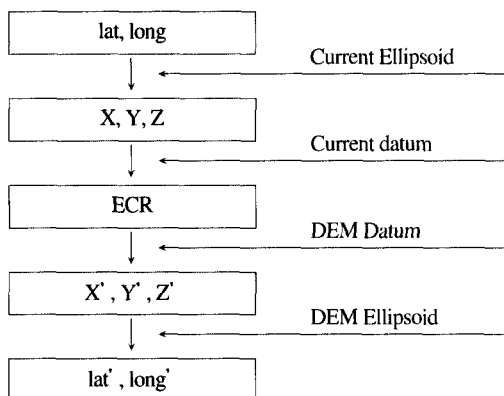 lat, long
Current Ellipsoid
X, Y, Z
Current datum
ECR
DEM Datum
X', Y', Z'
DEM Ellipsoid
lat', long'